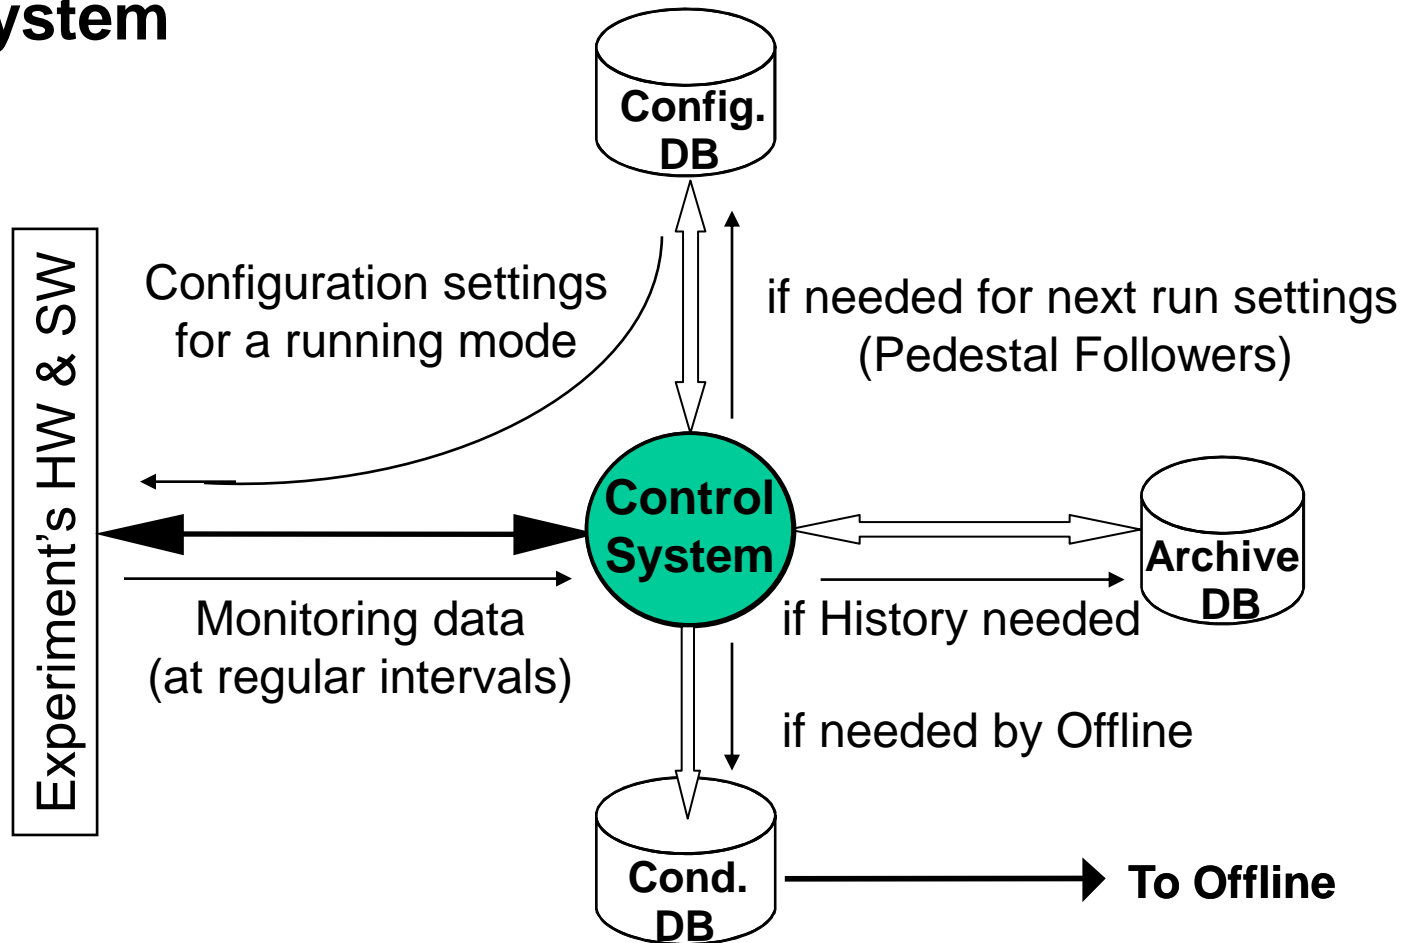 ystem
Config.
DB
Configuration settings
for a running mode
if needed for next run settings
(Pedestal Followers)
Experiment's HW & SW
Control
System
Archive
DB
Monitoring data
(at regular intervals)
if History needed
if needed by Offline
Cond.
DB
To Offline